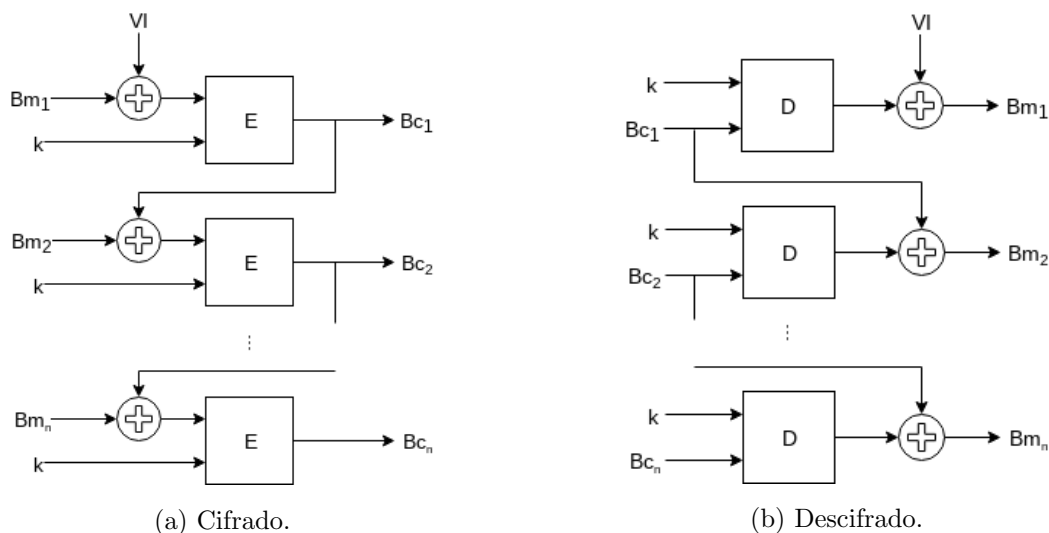 VI
Bm₁
k
E
Bc₁
Bm₂
k
E
Bc₂
Bmₙ
k
E
Bcₙ
(a) Cifrado.
VI
k
Bc₁
D
Bm₁
k
Bc₂
D
Bm₂
k
Bcₙ
D
Bmₙ
(b) Descifrado.